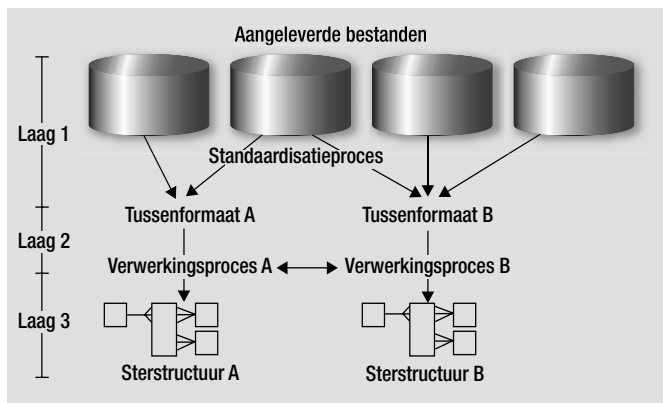 Aangeleverde bestanden
Laag 1
Standaardisatieproces
Tussenformaat A
Tussenformaat B
Laag 2
Verwerkingsproces A
Verwerkingsproces B
Laag 3
Sterstructuur A
Sterstructuur B